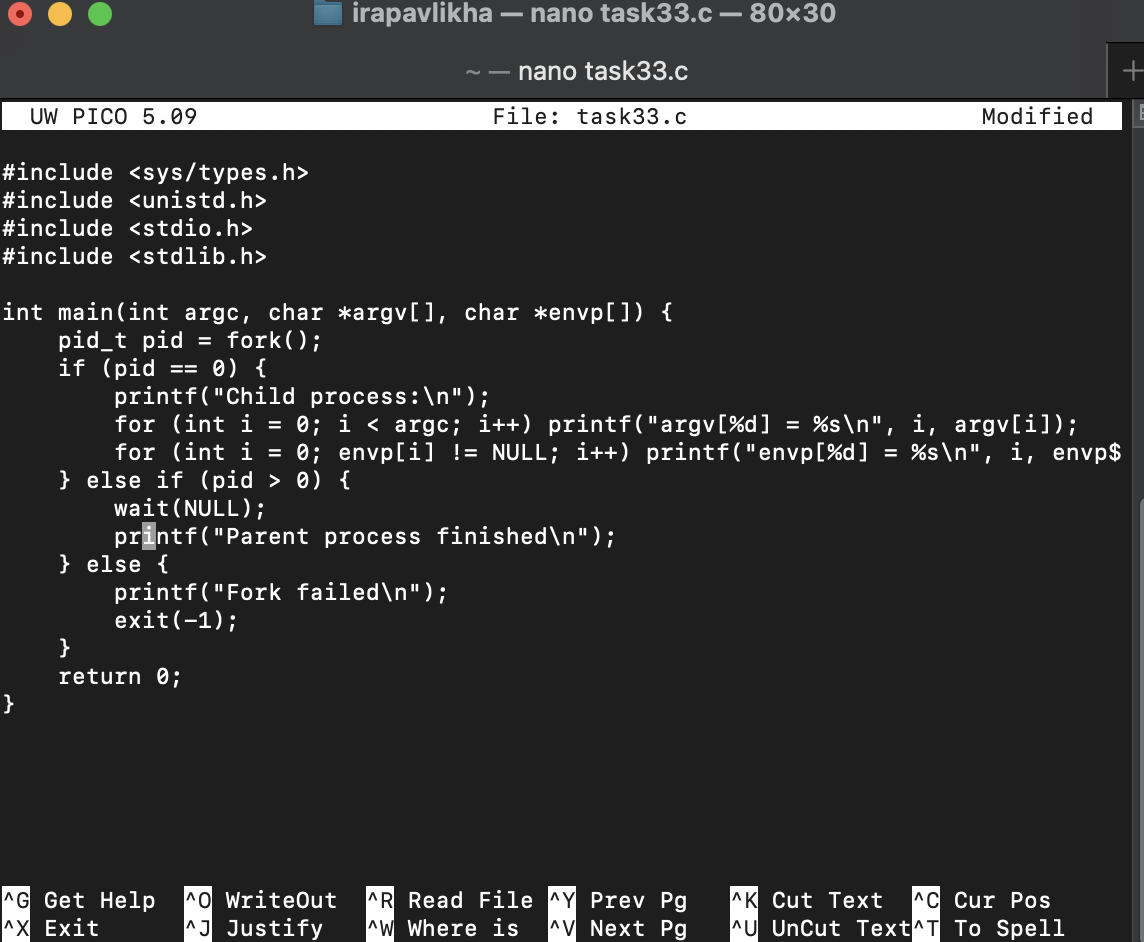 irapavlikha — nano task33.c — 80×30
~ — nano task33.c
UW PICO 5.09 File: task33.c Modified
#include <sys/types.h>
#include <unistd.h>
#include <stdio.h>
#include <stdlib.h>
int main(int argc, char *argv[], char *envp[]) {
    pid_t pid = fork();
    if (pid == 0) {
        printf("Child process:\n");
        for (int i = 0; i < argc; i++) printf("argv[%d] = %s\n", i, argv[i]);
        for (int i = 0; envp[i] != NULL; i++) printf("envp[%d] = %s\n", i, envp$
    } else if (pid > 0) {
        wait(NULL);
        printf("Parent process finished\n");
    } else {
        printf("Fork failed\n");
        exit(-1);
    }
    return 0;
}
^G Get Help ^O WriteOut ^R Read File ^Y Prev Pg ^K Cut Text ^C Cur Pos
^X Exit ^J Justify ^W Where is ^V Next Pg ^U UnCut Text ^T To Spell